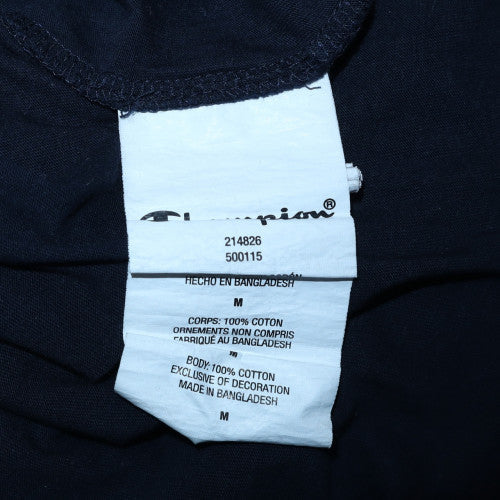 Champion®
214826
500115
HECHO EN BANGLADESH
M
CORPS: 100% COTON
ORNEMENTS NON COMPRIS
FABRIQUÉ AU BANGLADESH
M
BODY: 100% COTTON
EXCLUSIVE OF DECORATION
MADE IN BANGLADESH
M